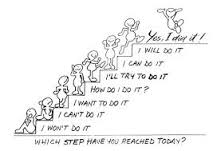 Yes, I did it!
I WILL DO IT
I CAN DO IT
I'LL TRY TO DO IT
HOW DO I DO IT?
I WANT TO DO IT
I CAN'T DO IT
I WON'T DO IT
WHICH STEP HAVE YOU REACHED TODAY?